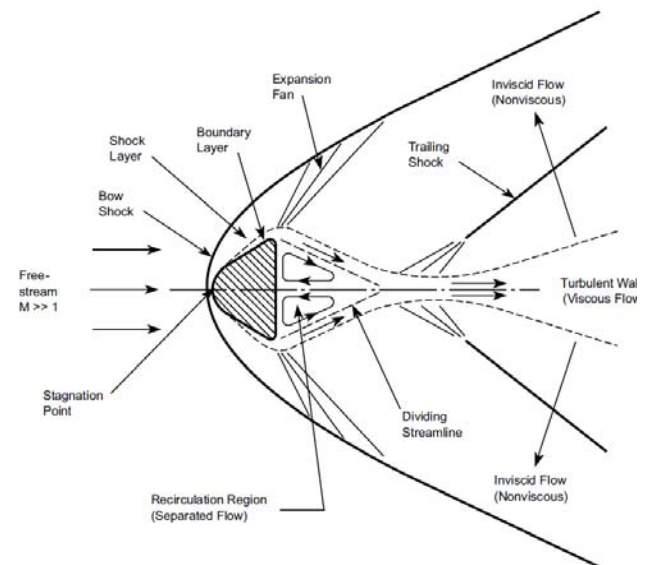 Expansion
Fan
Inviscid Flow
(Nonviscous)
Boundary
Layer
Shock
Layer
Trailing
Shock
Bow
Shock
Free-
stream
M >> 1
Turbulent Wa
(Viscous Flow
Stagnation
Point
Dividing
Streamline
Recirculation Region
(Separated Flow)
Inviscid Flow
(Nonviscous)